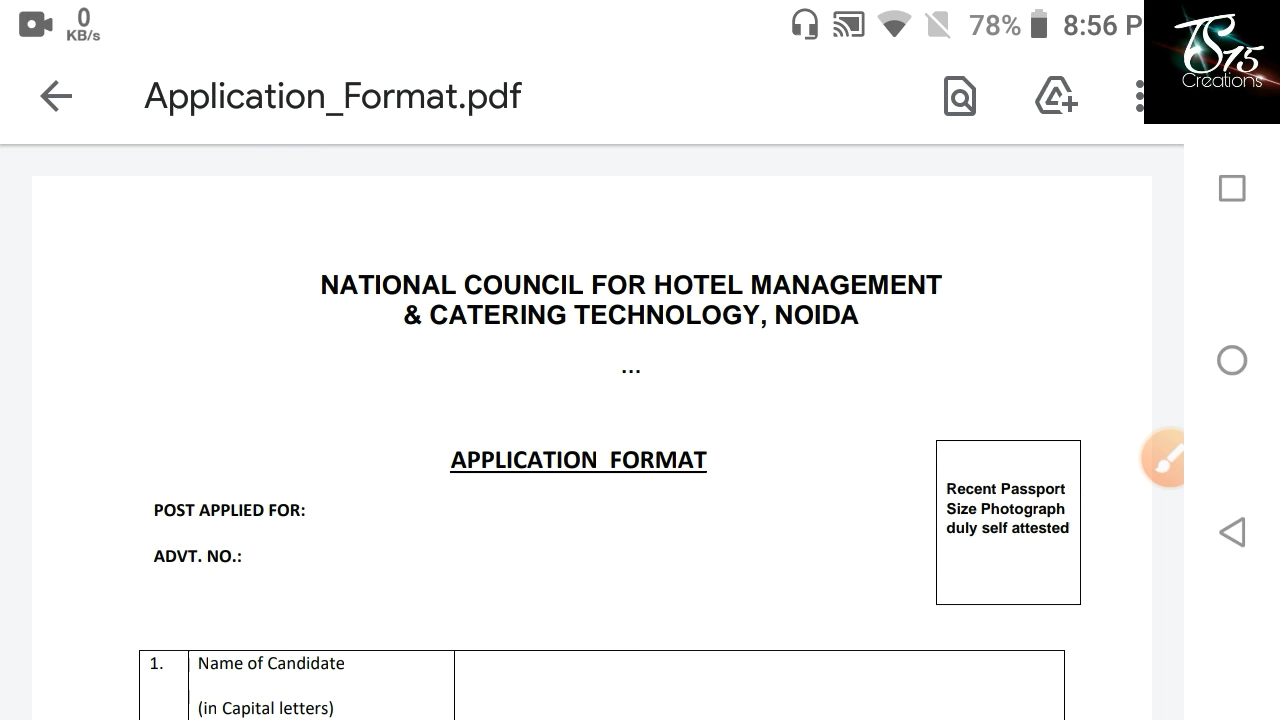 0
KB/s
78%
8:56 P
TS15
Creations
Application_Format.pdf
NATIONAL COUNCIL FOR HOTEL MANAGEMENT
& CATERING TECHNOLOGY, NOIDA
...
APPLICATION FORMAT
POST APPLIED FOR:
ADVT. NO.:
Recent Passport
Size Photograph
duly self attested
1. Name of Candidate
(in Capital letters)